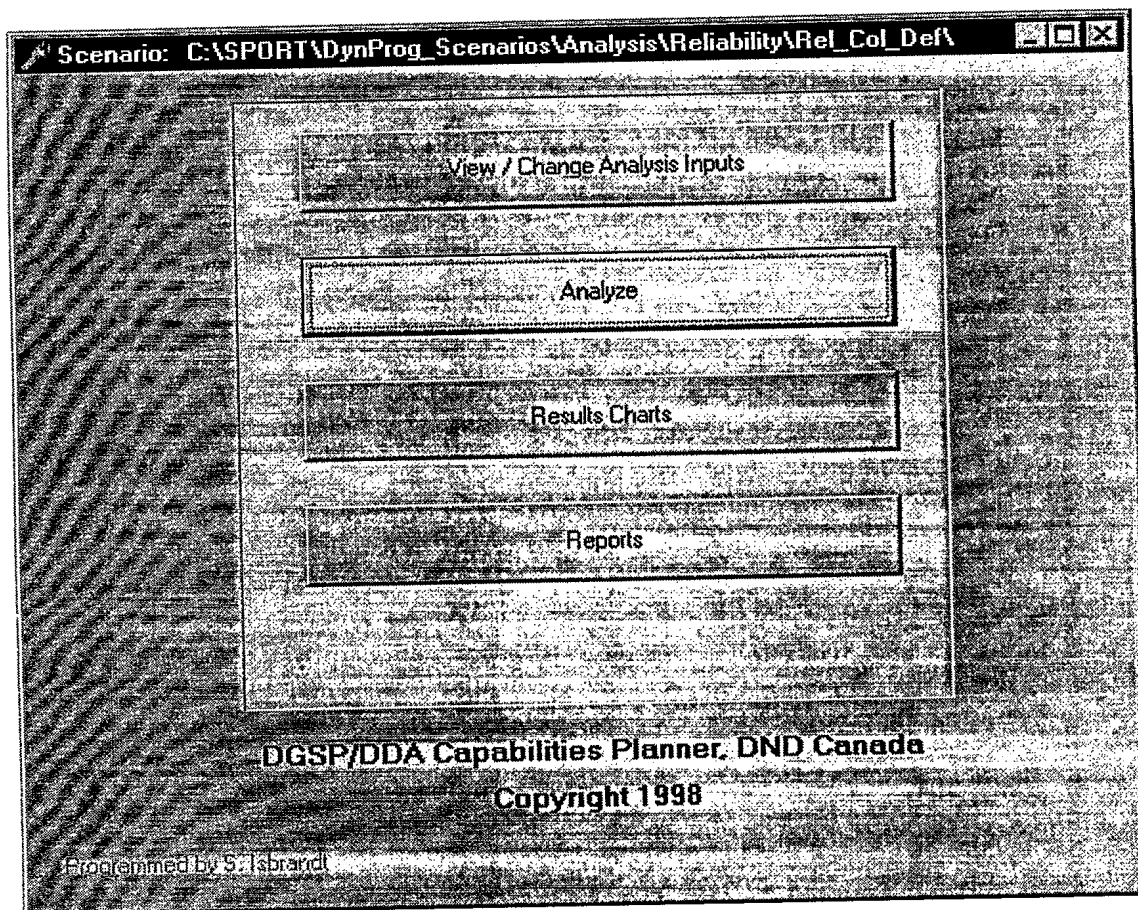 Scenario: C:\SPORT\DynProg_Scenarios\Analysis\Reliability\Rel_Col_Def\
View / Change Analysis Inputs
Analyze
Results Charts
Reports
DGSP/DDA Capabilities Planner, DND Canada
Copyright 1998
Programmed by S. Isbrandt